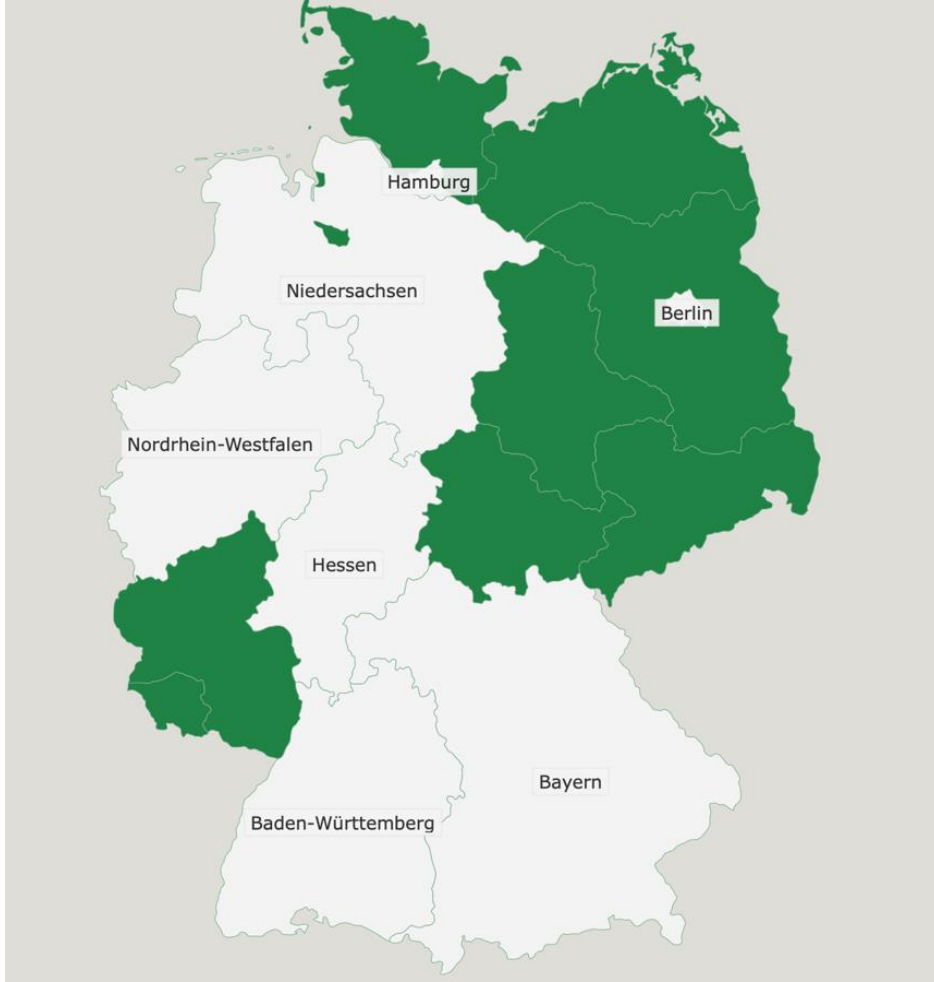 Hamburg
Niedersachsen
Berlin
Nordrhein-Westfalen
Hessen
Bayern
Baden-Württemberg